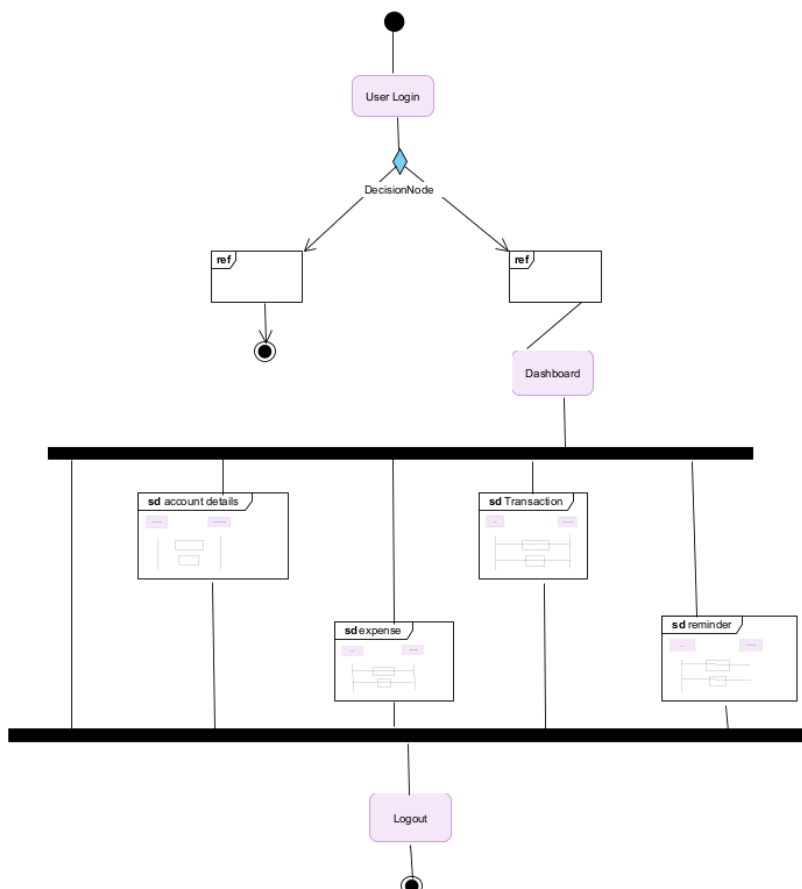 User Login
DecisionNode
ref
ref
Dashboard
sd account details
sd Transaction
sd expense
sd reminder
Logout